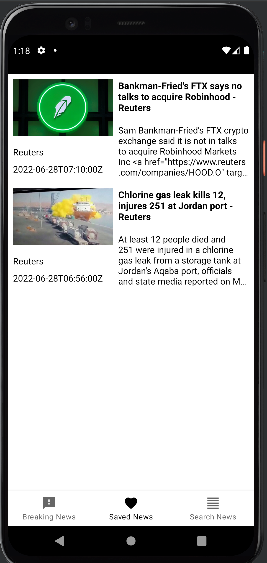 1:18
Bankman-Fried's FTX says no
talks to acquire Robinhood -
Reuters
Sam Bankman-Fried's FTX crypto
exchange said it is not in talks
to acquire Robinhood Markets
Inc <a href="https://www.reuters
.com/companies/HOOD.O" targ...
Reuters
2022-06-28T07:10:00Z
Chlorine gas leak kills 12,
injures 251 at Jordan port -
Reuters
At least 12 people died and
251 were injured in a chlorine
gas leak from a storage tank at
Jordan's Aqaba port, officials
and state media reported on M...
Reuters
2022-06-28T06:56:00Z
Breaking News
Saved News
Search News